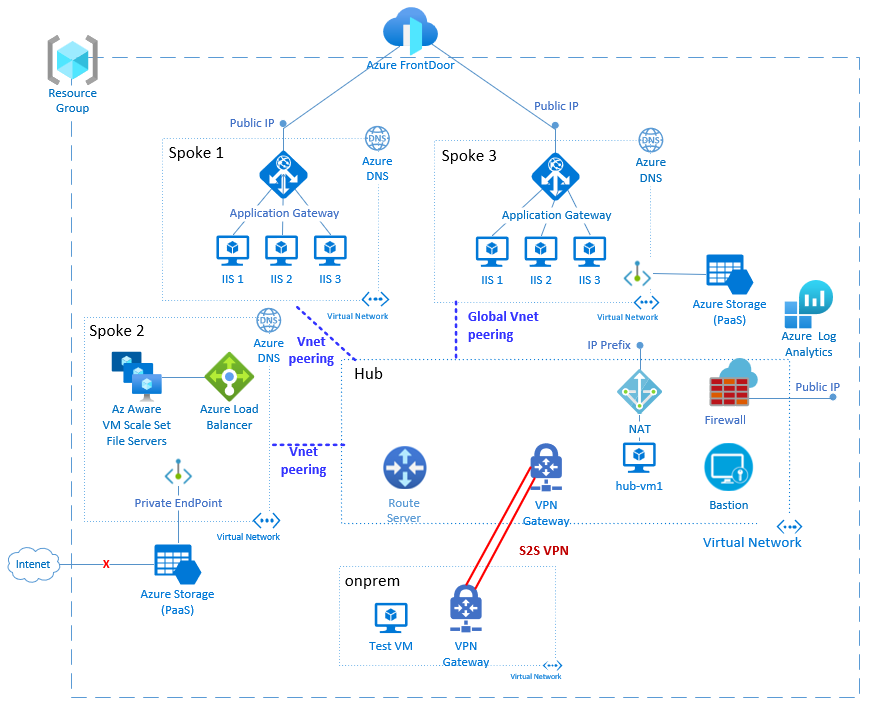 Azure FrontDoor
Resource
Group
Public IP
Public IP
Spoke 1
DNS
Azure
DNS
Application Gateway
IIS 1
IIS 2
IIS 3
Virtual Network
Spoke 3
DNS
Azure
DNS
Application Gateway
IIS 1
IIS 2
IIS 3
Virtual Network
Azure Storage
(PaaS)
Azure Log
Analytics
Spoke 2
DNS
Azure
DNS
Az Aware
VM Scale Set
File Servers
Azure Load
Balancer
Private EndPoint
Virtual Network
Vnet
peering
Global Vnet
peering
Vnet
peering
Hub
IP Prefix
NAT
hub-vm1
Firewall
Public IP
Bastion
Route
Server
VPN
Gateway
Virtual Network
S2S VPN
Intenet
X
Azure Storage
(PaaS)
onprem
Test VM
VPN
Gateway
Virtual Network